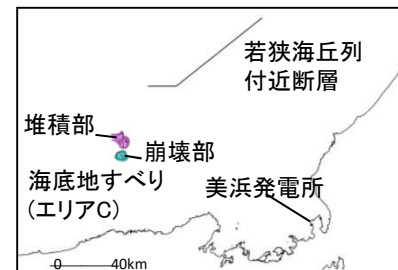 若狭海丘列
付近断層
堆積部
崩壊部
海底地すべり
(エリアC)
美浜発電所
0 40km